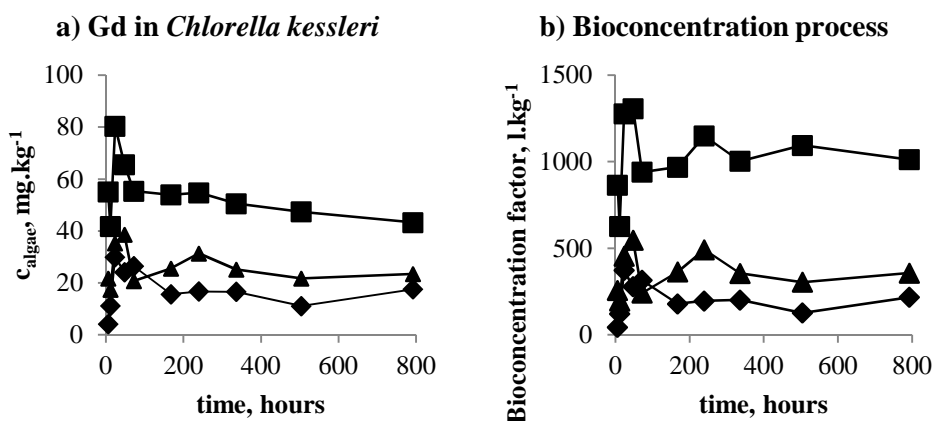 a) Gd in Chlorella kessleri
c_algae, mg.kg⁻¹
100
80
60
40
20
0
0 200 400 600 800
time, hours
b) Bioconcentration process
Bioconcentration factor, l.kg⁻¹
1500
1000
500
0
0 200 400 600 800
time, hours